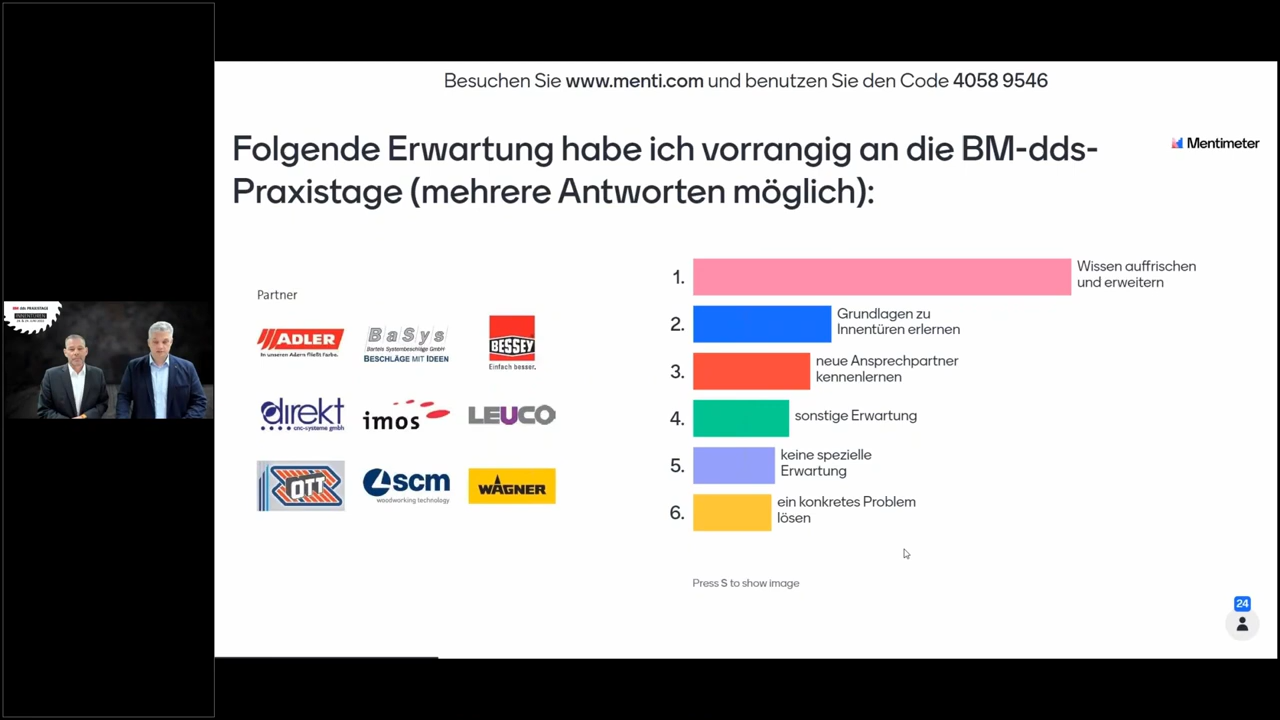 Besuchen Sie www.menti.com und benutzen Sie den Code 4058 9546
Folgende Erwartung habe ich vorrangig an die BM-dds-
Praxistage (mehrere Antworten möglich):
Mentimeter
Partner
ADLER
In unseren Adern fließt Farbe.
BaSys
Bartels Systembeschläge GmbH
BESCHLÄGE MIT IDEEN
BESSEY
Einfach besser.
direkt
cnc-systeme gmbh
imos
LEUCO
OTT
scm
woodworking technology
WAGNER
1.
Wissen auffrischen
und erweitern
2.
Grundlagen zu
Innentüren erlernen
3.
neue Ansprechpartner
kennenlernen
4.
sonstige Erwartung
5.
keine spezielle
Erwartung
6.
ein konkretes Problem
lösen
Press S to show image
24